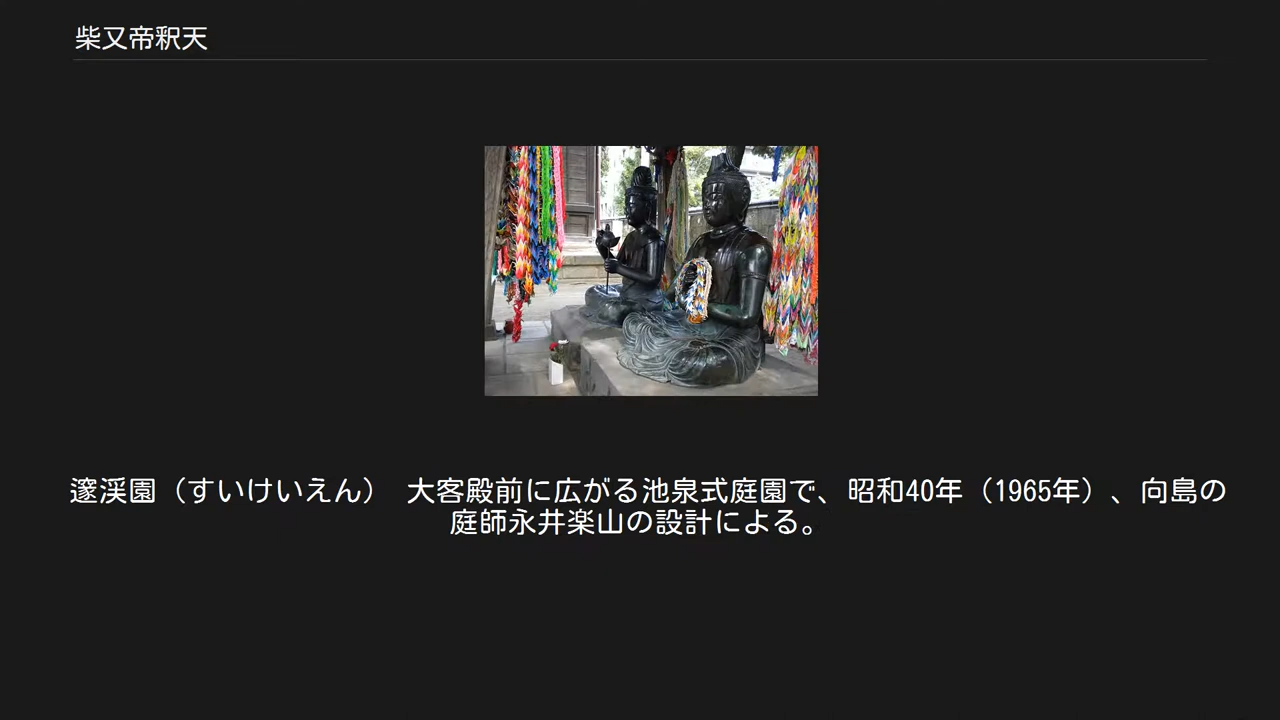 柴又帝釈天
邃渓園（すいけいえん）　大客殿前に広がる池泉式庭園で、昭和40年（1965年）、向島の
庭師永井楽山の設計による。